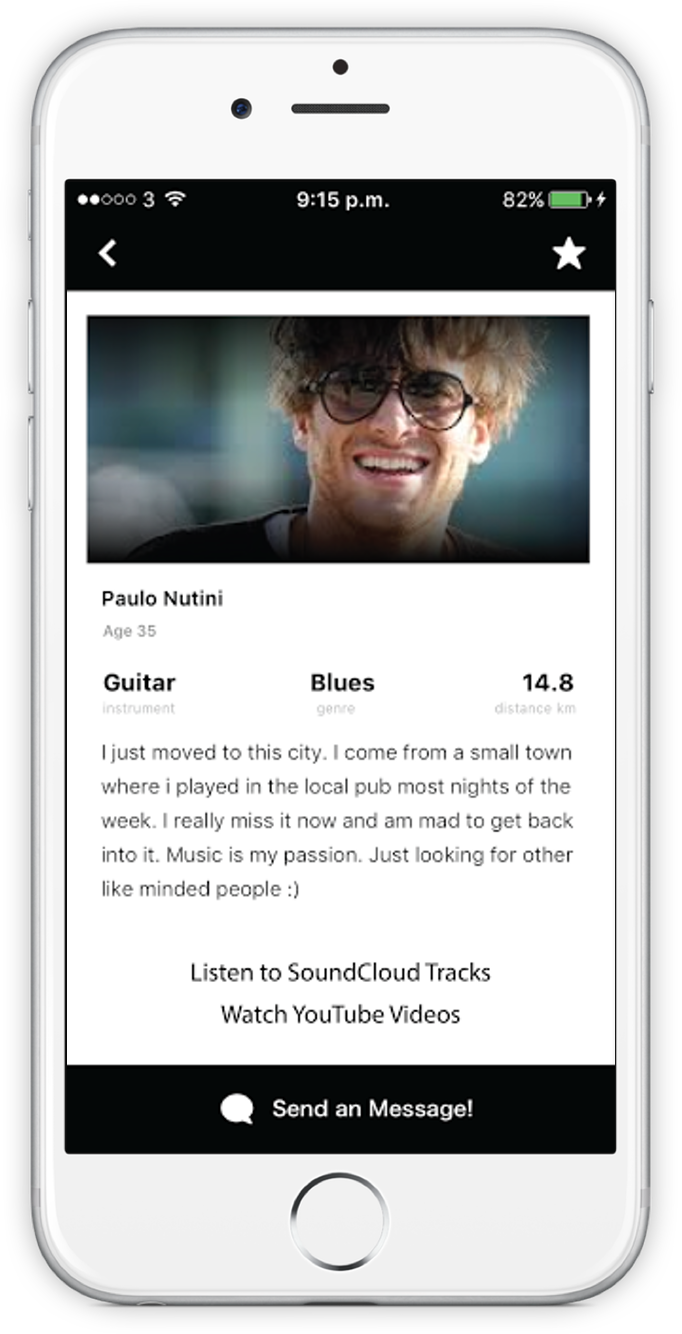 3 9:15 p.m. 82%
Paulo Nutini
Age 35
Guitar Blues 14.8
instrument genre distance km
I just moved to this city. I come from a small town
where i played in the local pub most nights of the
week. I really miss it now and am mad to get back
into it. Music is my passion. Just looking for other
like minded people :)
Listen to SoundCloud Tracks
Watch YouTube Videos
Send an Message!